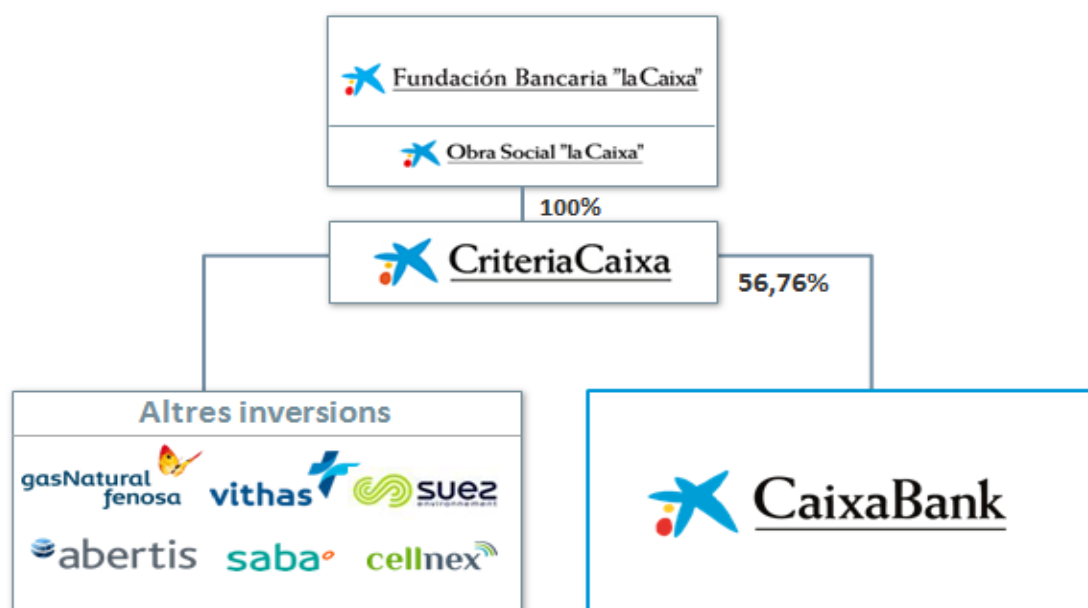 Fundación Bancaria "la Caixa"
Obra Social "la Caixa"
100%
CriteriaCaixa
56,76%
Altres inversions
gasNatural
fenosa
vithas
suez
environnement
abertis
saba
cellnex
CaixaBank